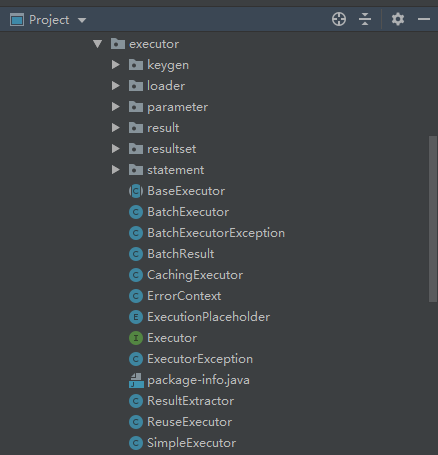 Project
executor
keygen
loader
parameter
result
resultset
statement
BaseExecutor
BatchExecutor
BatchExecutorException
BatchResult
CachingExecutor
ErrorContext
ExecutionPlaceholder
Executor
ExecutorException
package-info.java
ResultExtractor
ReuseExecutor
SimpleExecutor